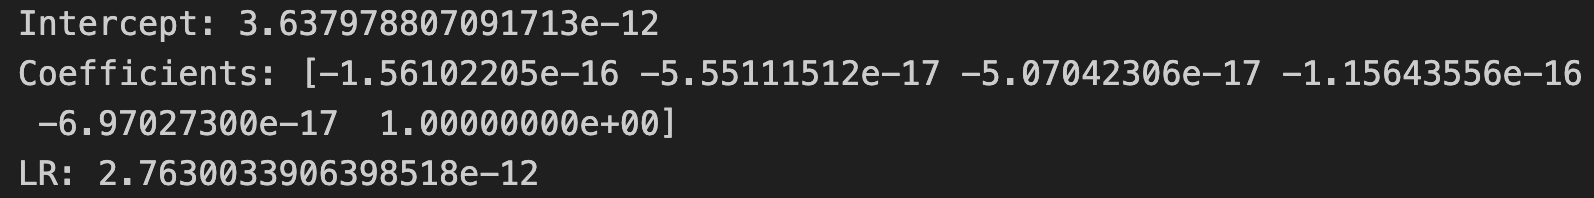 Intercept: 3.637978807091713e-12
Coefficients: [-1.56102205e-16 -5.55111512e-17 -5.07042306e-17 -1.15643556e-16
-6.97027300e-17  1.00000000e+00]
LR: 2.7630033906398518e-12